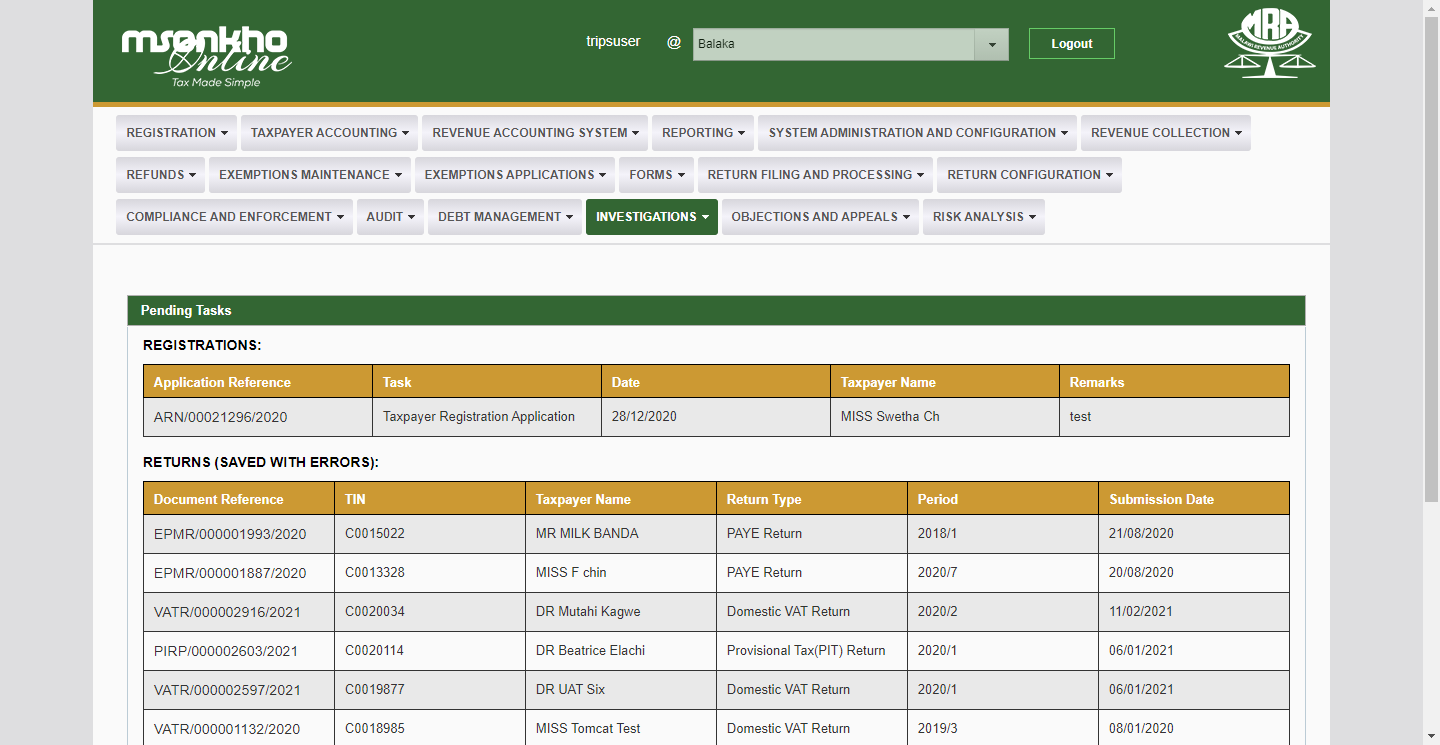 msonkho
Online
Tax Made Simple
tripsuser @ Balaka Logout
MRA
MALAWI REVENUE AUTHORITY
REGISTRATION TAXPAYER ACCOUNTING REVENUE ACCOUNTING SYSTEM REPORTING SYSTEM ADMINISTRATION AND CONFIGURATION REVENUE COLLECTION
REFUNDS EXEMPTIONS MAINTENANCE EXEMPTIONS APPLICATIONS FORMS RETURN FILING AND PROCESSING RETURN CONFIGURATION
COMPLIANCE AND ENFORCEMENT AUDIT DEBT MANAGEMENT INVESTIGATIONS OBJECTIONS AND APPEALS RISK ANALYSIS
Pending Tasks
REGISTRATIONS:
Application Reference Task Date Taxpayer Name Remarks
ARN/00021296/2020 Taxpayer Registration Application 28/12/2020 MISS Swetha Ch test
RETURNS (SAVED WITH ERRORS):
Document Reference TIN Taxpayer Name Return Type Period Submission Date
EPMR/000001993/2020 C0015022 MR MILK BANDA PAYE Return 2018/1 21/08/2020
EPMR/000001887/2020 C0013328 MISS F chin PAYE Return 2020/7 20/08/2020
VATR/000002916/2021 C0020034 DR Mutahi Kagwe Domestic VAT Return 2020/2 11/02/2021
PIRP/000002603/2021 C0020114 DR Beatrice Elachi Provisional Tax(PIT) Return 2020/1 06/01/2021
VATR/000002597/2021 C0019877 DR UAT Six Domestic VAT Return 2020/1 06/01/2021
VATR/000001132/2020 C0018985 MISS Tomcat Test Domestic VAT Return 2019/3 08/01/2020